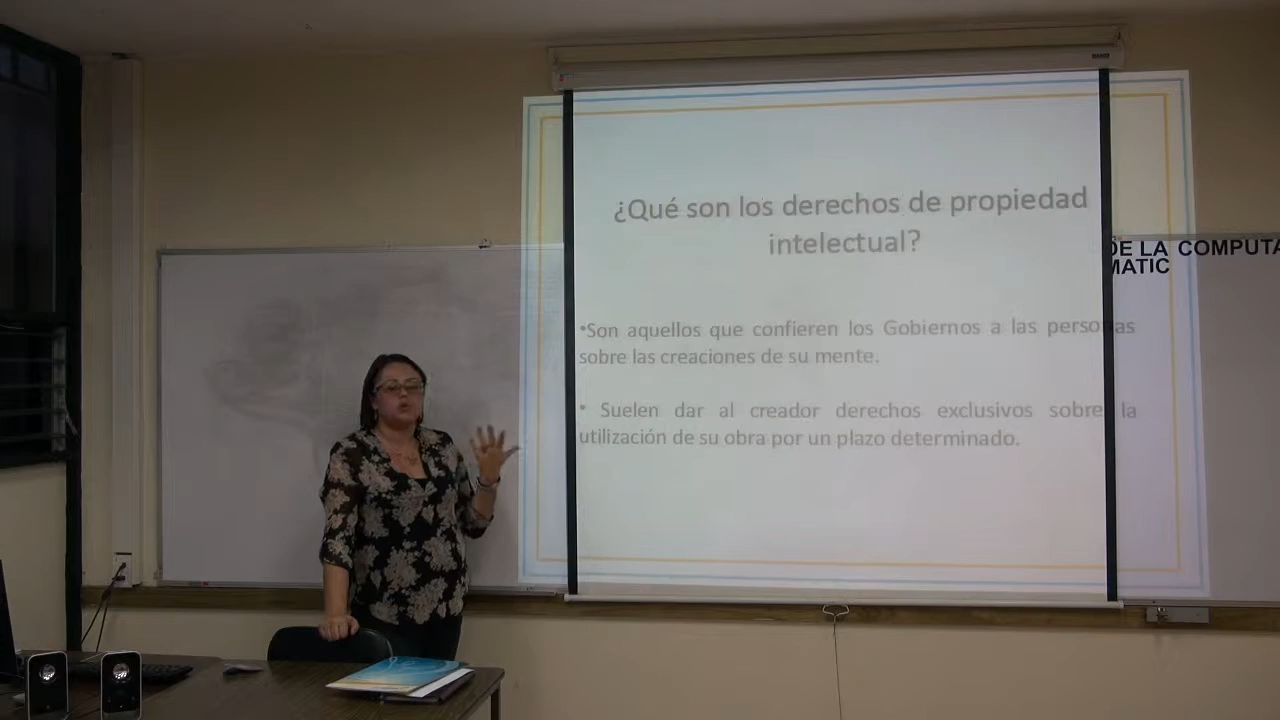 ¿Qué son los derechos de propiedad
intelectual?
•Son aquellos que confieren los Gobiernos a las personas
sobre las creaciones de su mente.
• Suelen dar al creador derechos exclusivos sobre la
utilización de su obra por un plazo determinado.
DE LA COMPUTA
MATIC